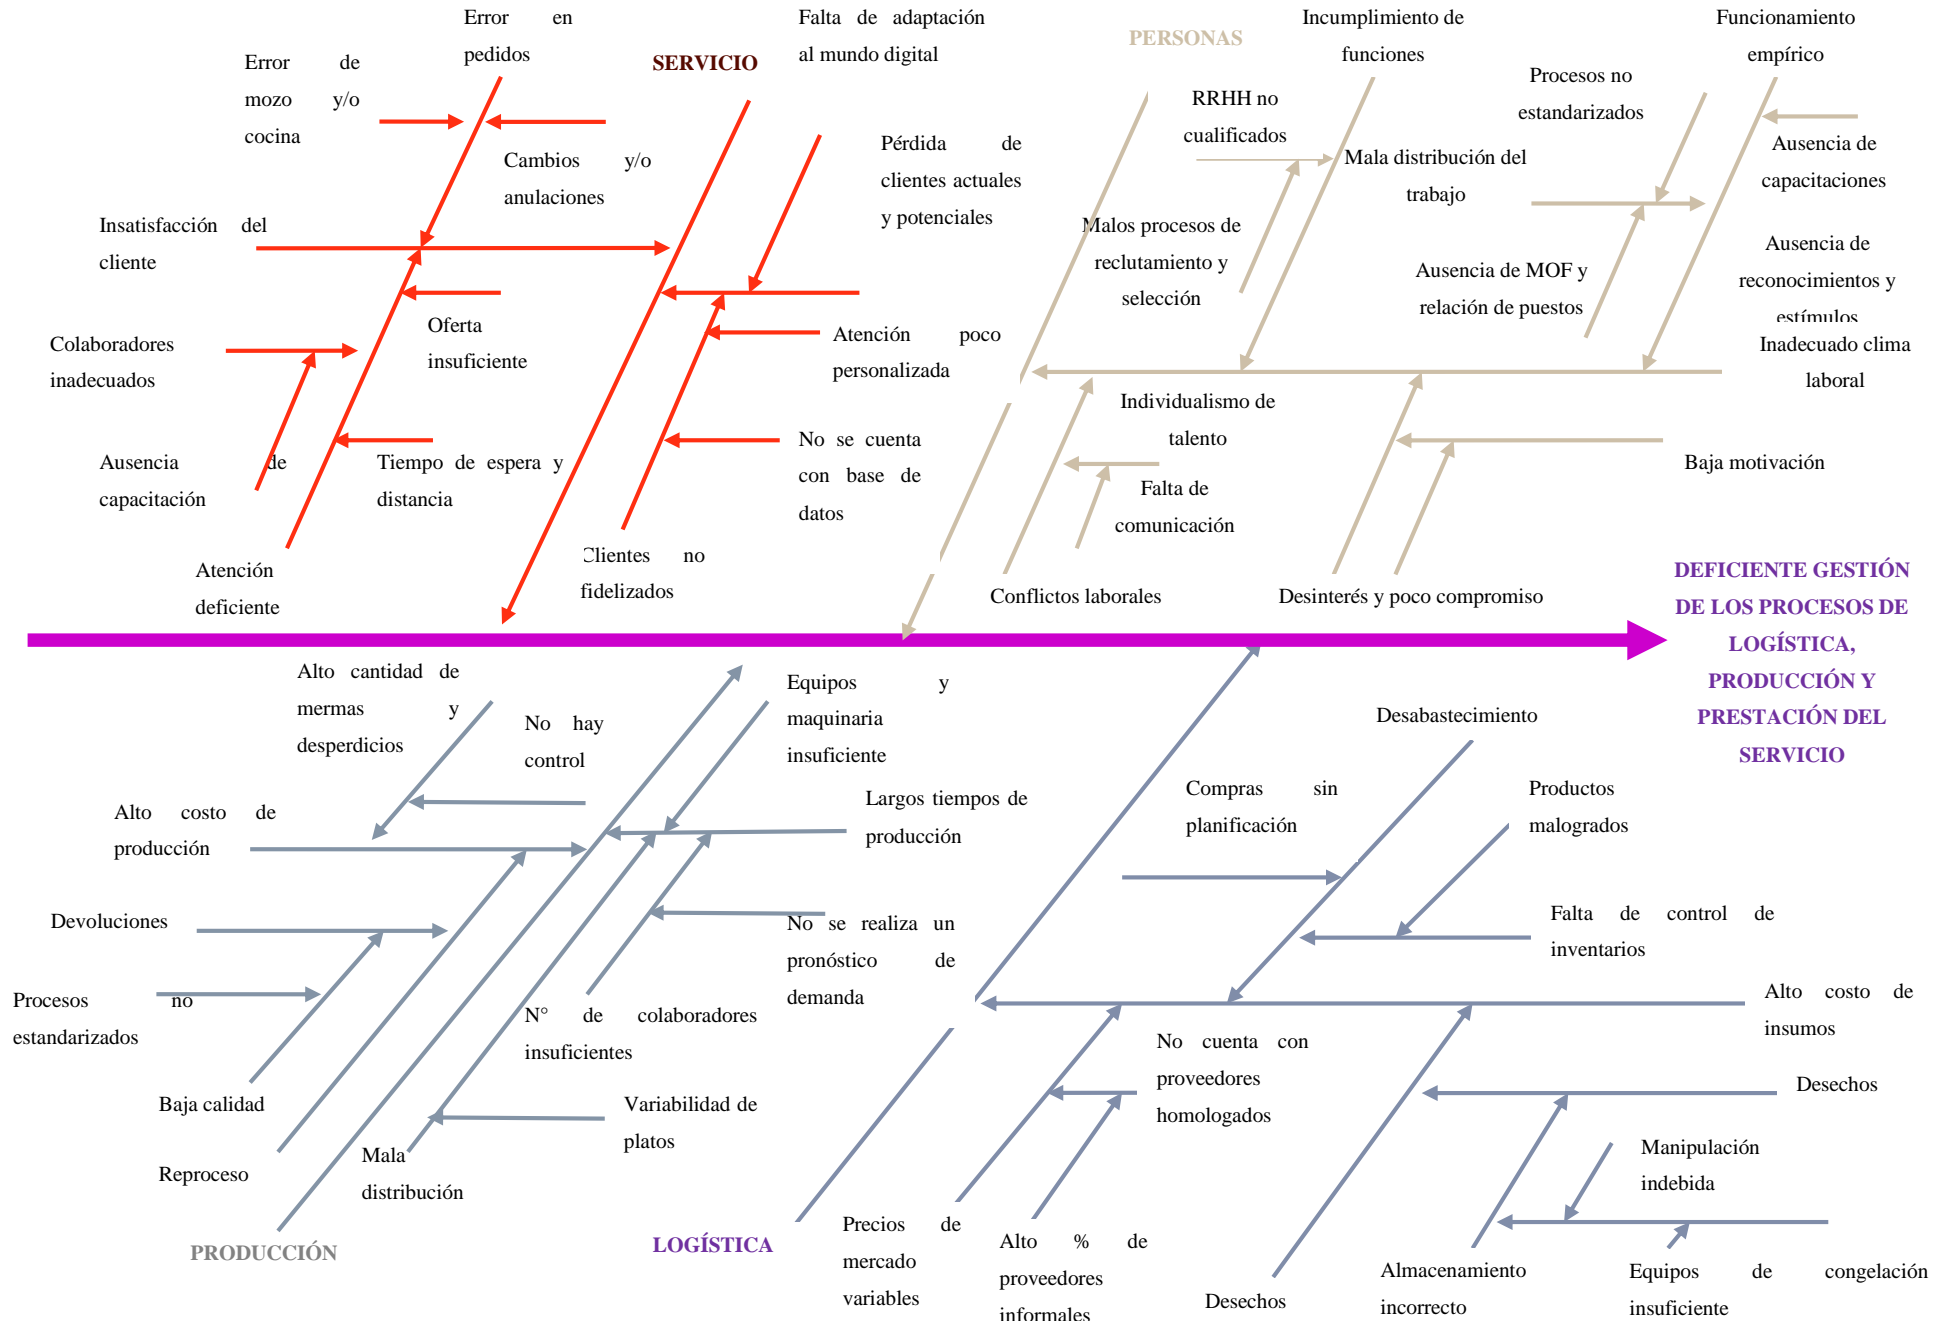 Error en
pedidos
Error de
mozo y/o
cocina
SERVICIO
Falta de adaptación
al mundo digital
Cambios y/o
anulaciones
Pérdida de
clientes actuales
y potenciales
Insatisfacción del
cliente
Oferta
insuficiente
Colaboradores
inadecuados
Atención poco
personalizada
Ausencia de
capacitación
Tiempo de espera y
distancia
No se cuenta
con base de
datos
Atención
deficiente
Clientes no
fidelizados
PERSONAS
Incumplimiento de
funciones
Funcionamiento
empírico
RRHH no
cualificados
Procesos no
estandarizados
Mala distribución del
trabajo
Ausencia de
capacitaciones
Malos procesos de
reclutamiento y
selección
Ausencia de MOF y
relación de puestos
Ausencia de
reconocimientos y
estímulos
Inadecuado clima
laboral
Individualismo de
talento
Falta de
comunicación
Baja motivación
Conflictos laborales
Desinterés y poco compromiso
DEFICIENTE GESTIÓN
DE LOS PROCESOS DE
LOGÍSTICA,
PRODUCCIÓN Y
PRESTACIÓN DEL
SERVICIO
Alto cantidad de
mermas y
desperdicios
No hay
control
Equipos y
maquinaria
insuficiente
Alto costo de
producción
Largos tiempos de
producción
Devoluciones
No se realiza un
pronóstico de
demanda
Procesos no
estandarizados
N° de colaboradores
insuficientes
Baja calidad
Variabilidad de
platos
Reproceso
Mala
distribución
PRODUCCIÓN
Desabastecimiento
Compras sin
planificación
Productos
malogrados
Falta de control de
inventarios
Alto costo de
insumos
No cuenta con
proveedores
homologados
Desechos
Manipulación
indebida
LOGÍSTICA
Precios de
mercado
variables
Alto % de
proveedores
informales
Desechos
Almacenamiento
incorrecto
Equipos de congelación
insuficiente